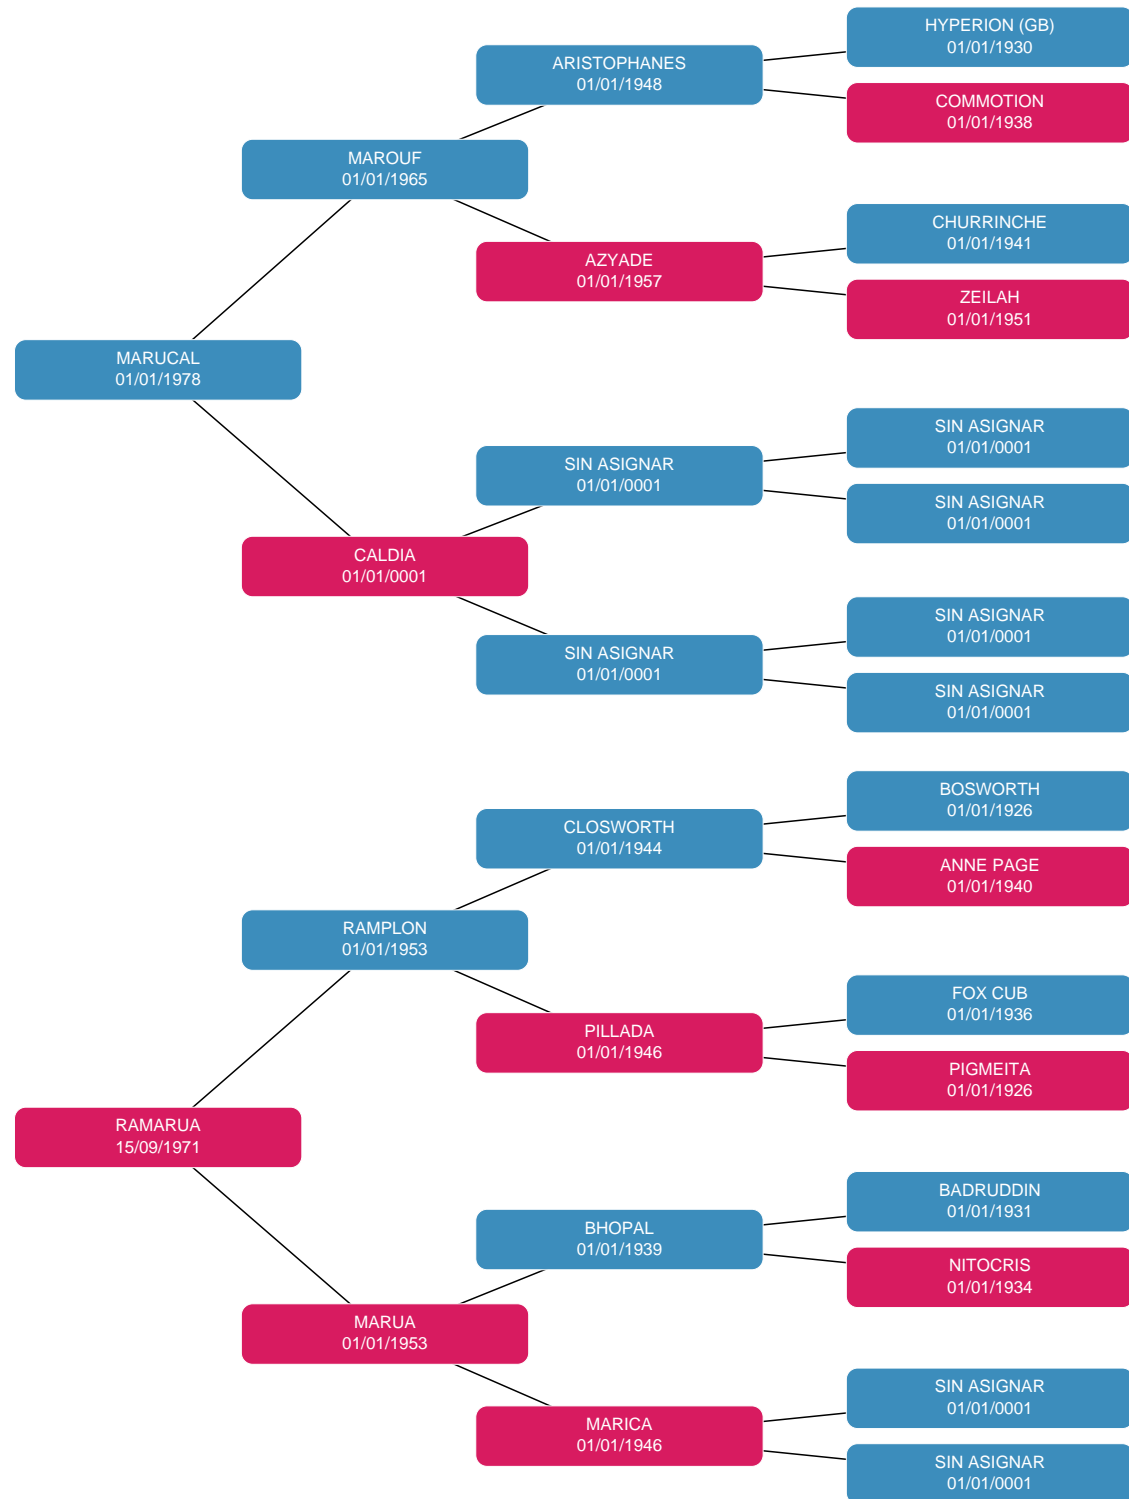 HYPERION (GB)
01/01/1930
ARISTOPHANES
01/01/1948
COMMOTION
01/01/1938
MAROUF
01/01/1965
CHURRINCHE
01/01/1941
AZYADE
01/01/1957
ZEILAH
01/01/1951
MARUCAL
01/01/1978
SIN ASIGNAR
01/01/0001
SIN ASIGNAR
01/01/0001
SIN ASIGNAR
01/01/0001
CALDIA
01/01/0001
SIN ASIGNAR
01/01/0001
SIN ASIGNAR
01/01/0001
SIN ASIGNAR
01/01/0001
BOSWORTH
01/01/1926
CLOSWORTH
01/01/1944
ANNE PAGE
01/01/1940
RAMPLON
01/01/1953
FOX CUB
01/01/1936
PILLADA
01/01/1946
PIGMEITA
01/01/1926
RAMARUA
15/09/1971
BADRUDDIN
01/01/1931
BHOPAL
01/01/1939
NITOCRIS
01/01/1934
MARUA
01/01/1953
SIN ASIGNAR
01/01/0001
MARICA
01/01/1946
SIN ASIGNAR
01/01/0001